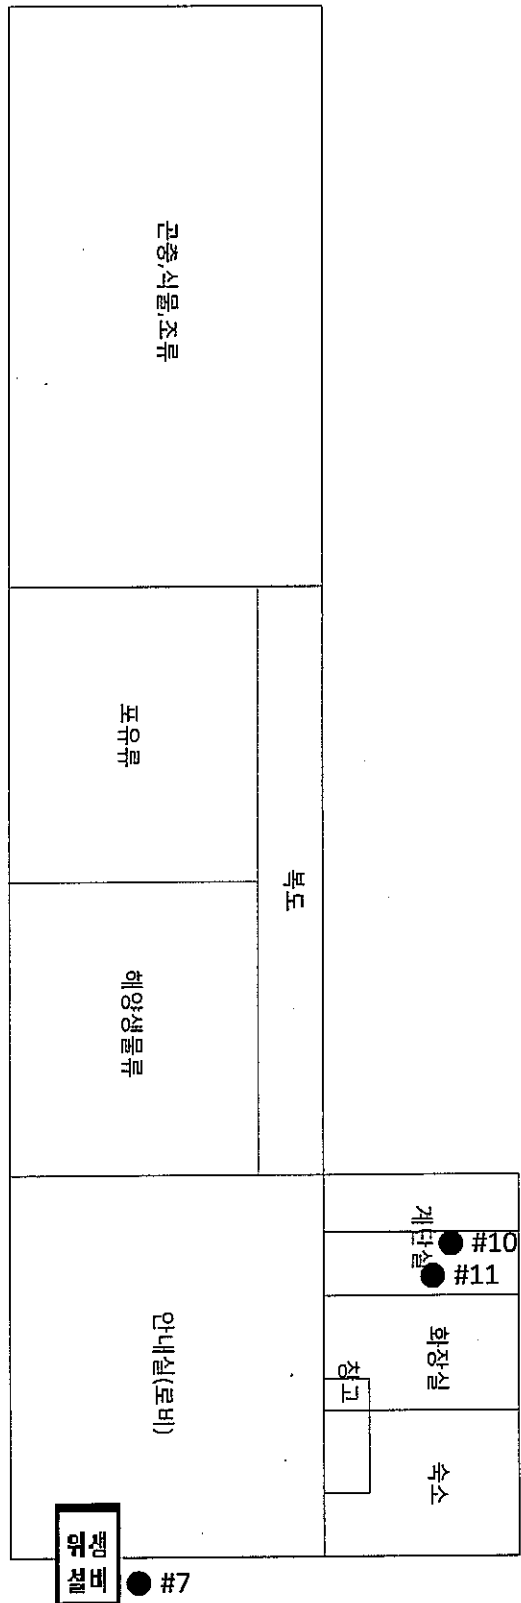 곤충,식물,조류
포유류
복도
해양생물류
계단실
#10
#11
안내실(로비)
창고
화장실
숙소
위생
설비
#7